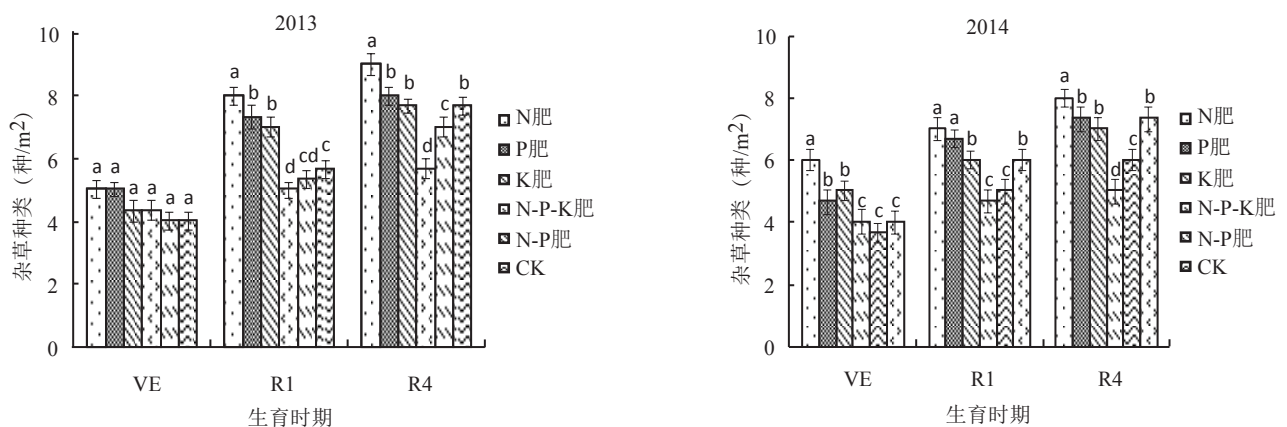 2013
杂草种类（种/m²）
10
8
6
4
2
0
a a a a a a
a b b d cd c
a b b d c b
VE R1 R4
生育时期
N肥
P肥
K肥
N-P-K肥
N-P肥
CK
2014
杂草种类（种/m²）
10
8
6
4
2
0
a b b c c c
a a b c c b
a b b d c b
VE R1 R4
生育时期
N肥
P肥
K肥
N-P-K肥
N-P肥
CK